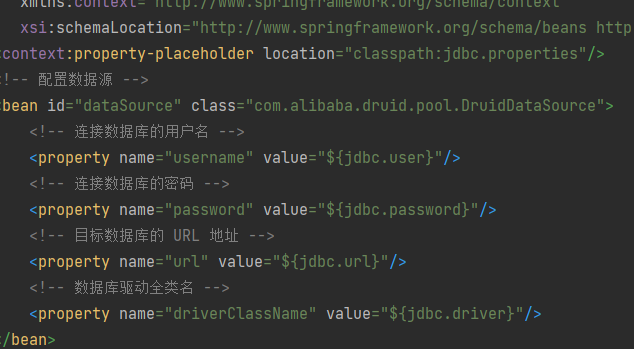 xmlns:context="http://www.springframework.org/schema/context"
xsi:schemaLocation="http://www.springframework.org/schema/beans http
<context:property-placeholder location="classpath:jdbc.properties"/>
<!-- 配置数据源 -->
<bean id="dataSource" class="com.alibaba.druid.pool.DruidDataSource">
<!-- 连接数据库的用户名 -->
<property name="username" value="${jdbc.user}"/>
<!-- 连接数据库的密码 -->
<property name="password" value="${jdbc.password}"/>
<!-- 目标数据库的 URL 地址 -->
<property name="url" value="${jdbc.url}"/>
<!-- 数据库驱动全类名 -->
<property name="driverClassName" value="${jdbc.driver}"/>
</bean>